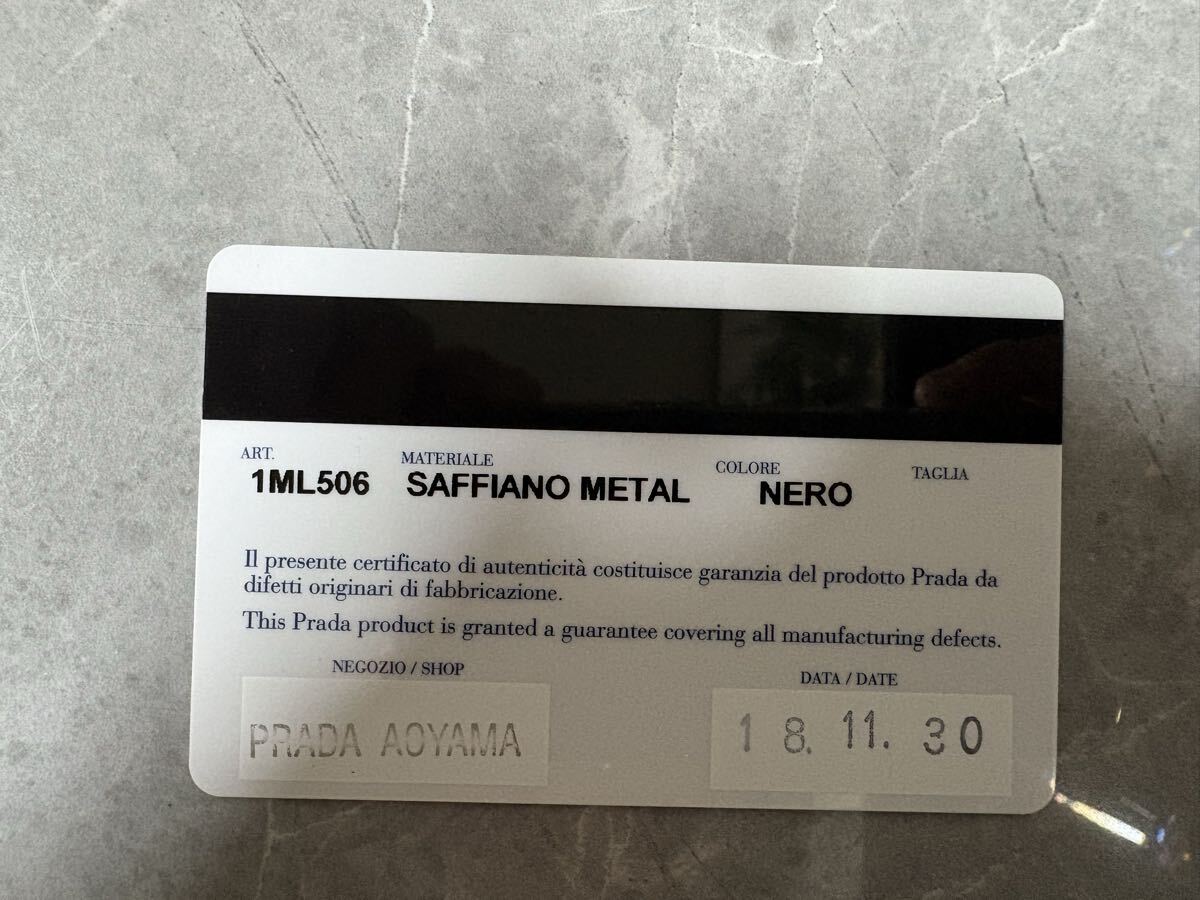 ART. MATERIALE COLORE TAGLIA
1ML506 SAFFIANO METAL NERO
Il presente certificato di autenticità costituisce garanzia del prodotto Prada da
difetti originari di fabbricazione.
This Prada product is granted a guarantee covering all manufacturing defects.
NEGOZIO / SHOP DATA / DATE
PRADA AOYAMA 18. 11. 30